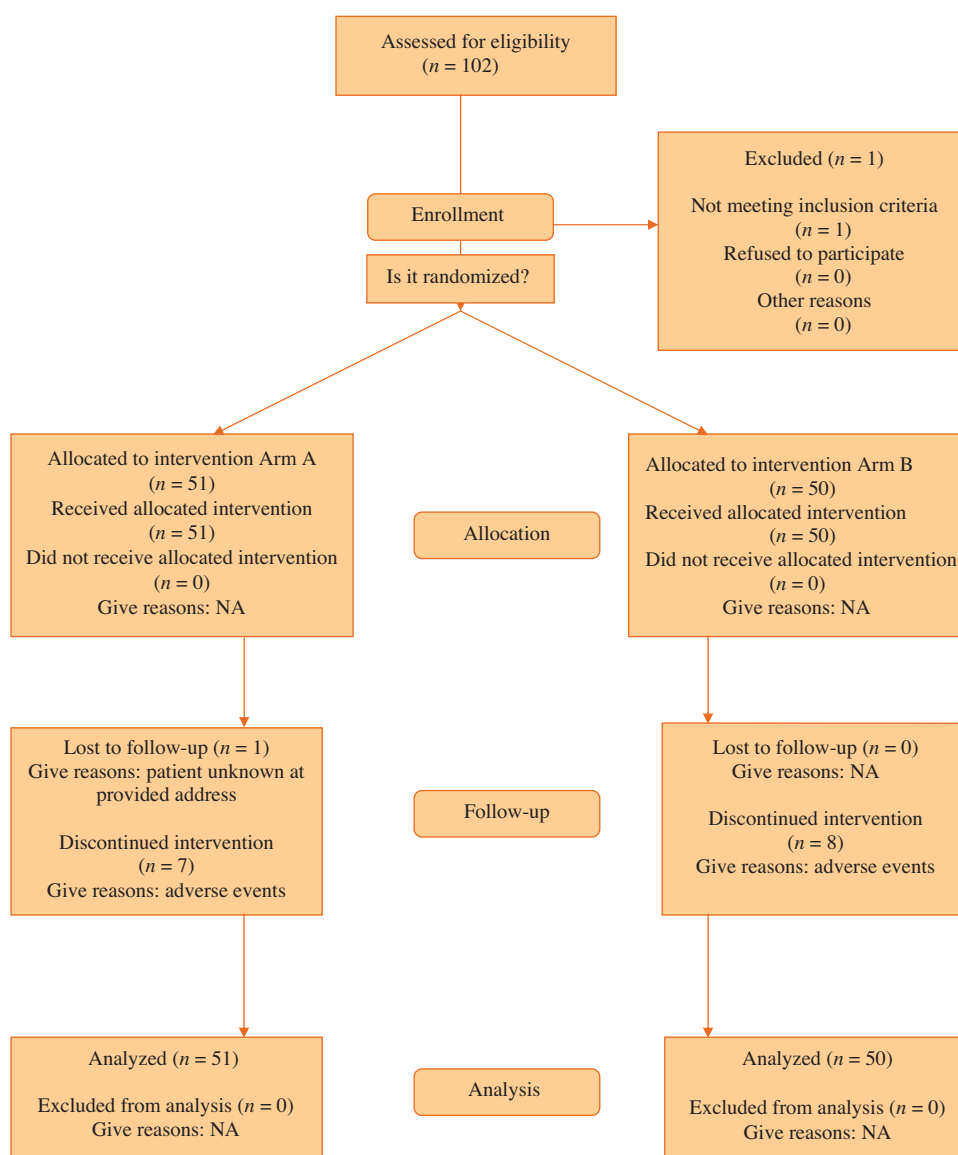 Assessed for eligibility
(n = 102)
Excluded (n = 1)
Not meeting inclusion criteria
(n = 1)
Refused to participate
(n = 0)
Other reasons
(n = 0)
Enrollment
Is it randomized?
Allocated to intervention Arm A
(n = 51)
Received allocated intervention
(n = 51)
Did not receive allocated intervention
(n = 0)
Give reasons: NA
Allocation
Allocated to intervention Arm B
(n = 50)
Received allocated intervention
(n = 50)
Did not receive allocated intervention
(n = 0)
Give reasons: NA
Lost to follow-up (n = 1)
Give reasons: patient unknown at
provided address
Discontinued intervention
(n = 7)
Give reasons: adverse events
Follow-up
Lost to follow-up (n = 0)
Give reasons: NA
Discontinued intervention
(n = 8)
Give reasons: adverse events
Analyzed (n = 51)
Excluded from analysis (n = 0)
Give reasons: NA
Analysis
Analyzed (n = 50)
Excluded from analysis (n = 0)
Give reasons: NA